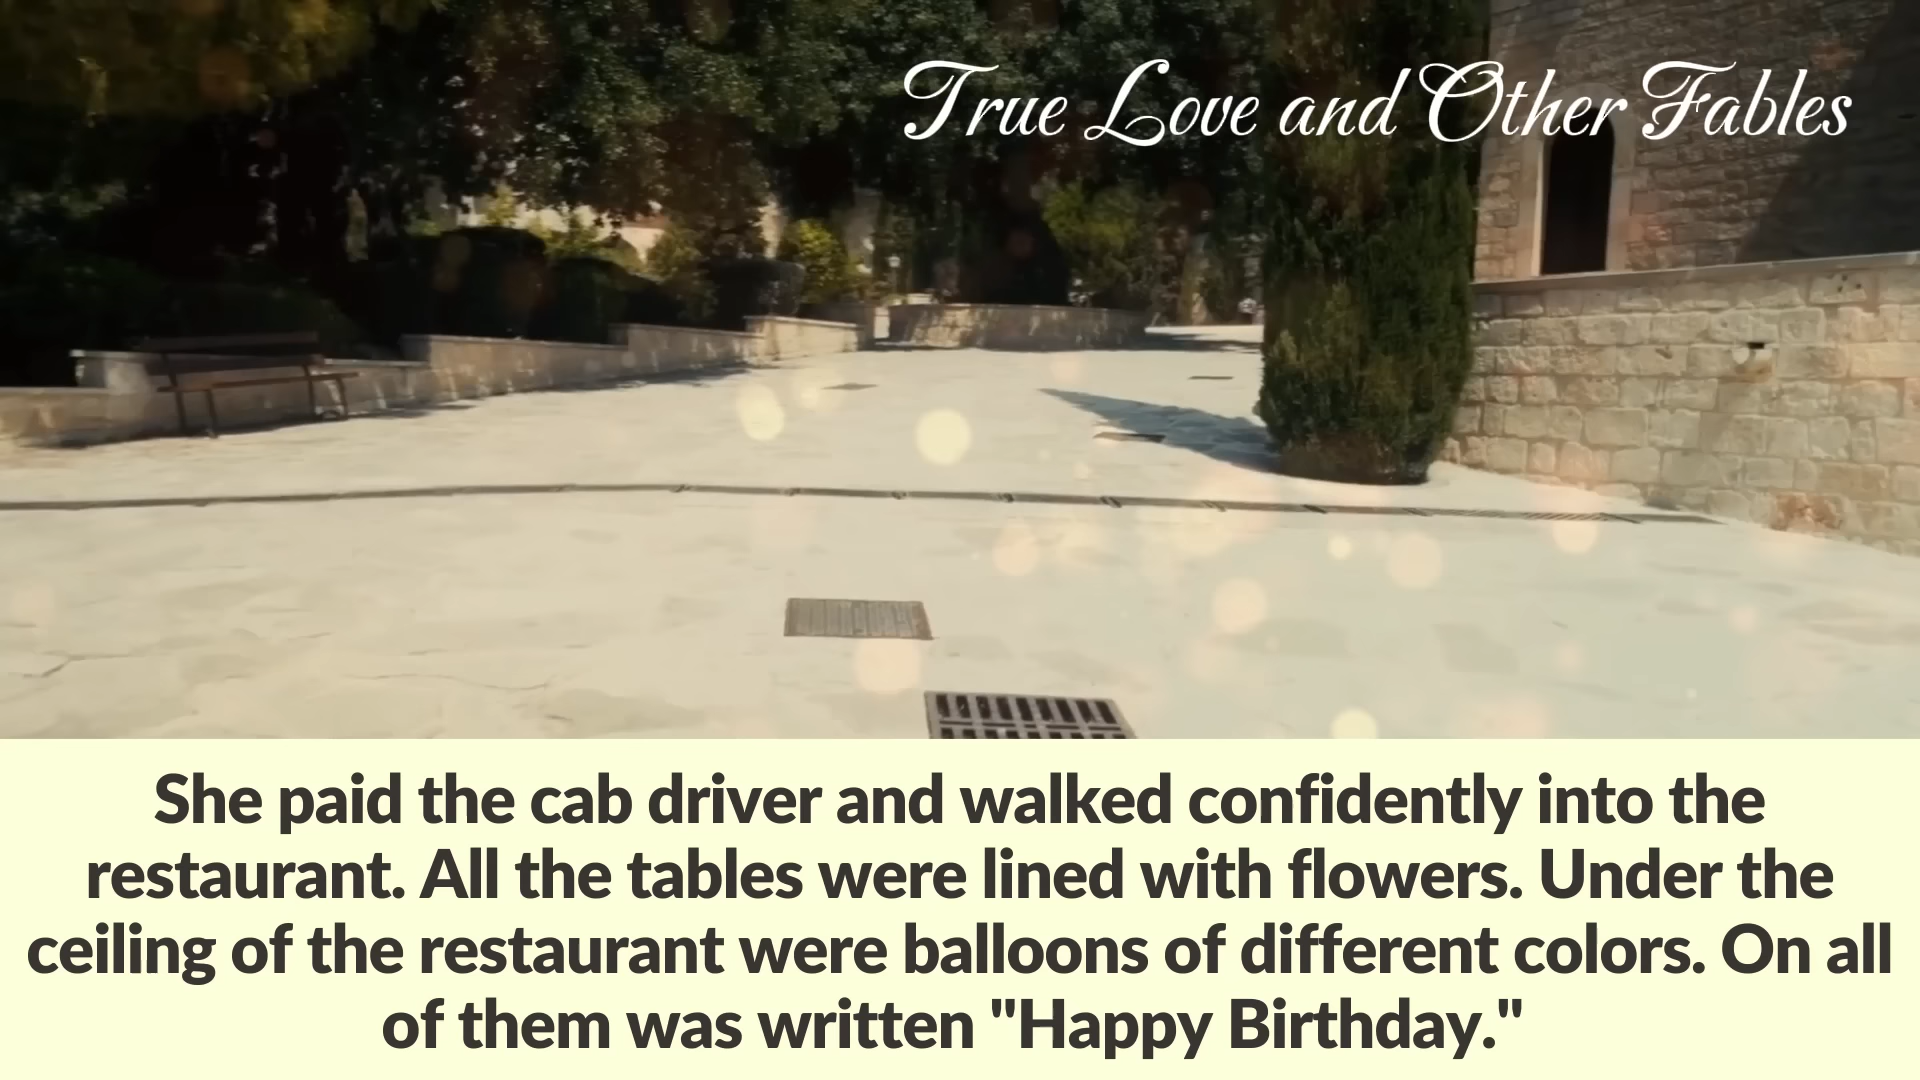 True Love and Other Fables
She paid the cab driver and walked confidently into the
restaurant. All the tables were lined with flowers. Under the
ceiling of the restaurant were balloons of different colors. On all
of them was written "Happy Birthday."